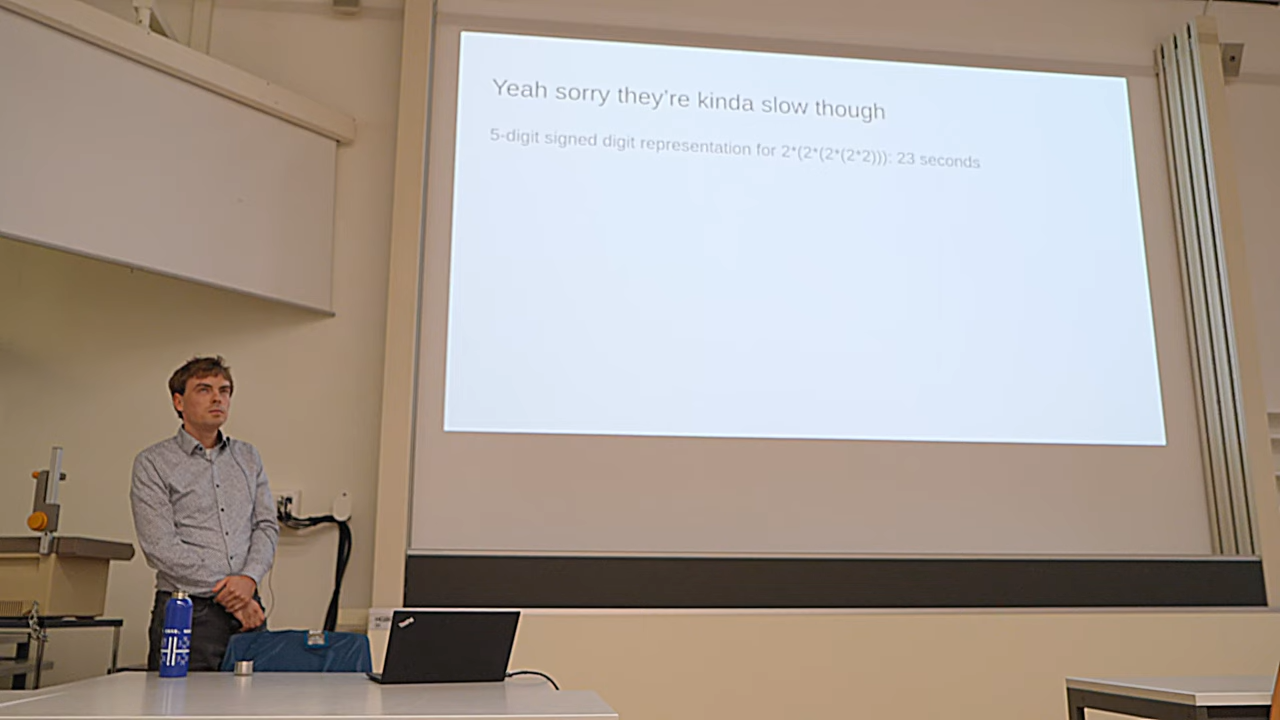 Yeah sorry they're kinda slow though
5-digit signed digit representation for 2*(2*(2*(2*2))): 23 seconds
ThinkPad